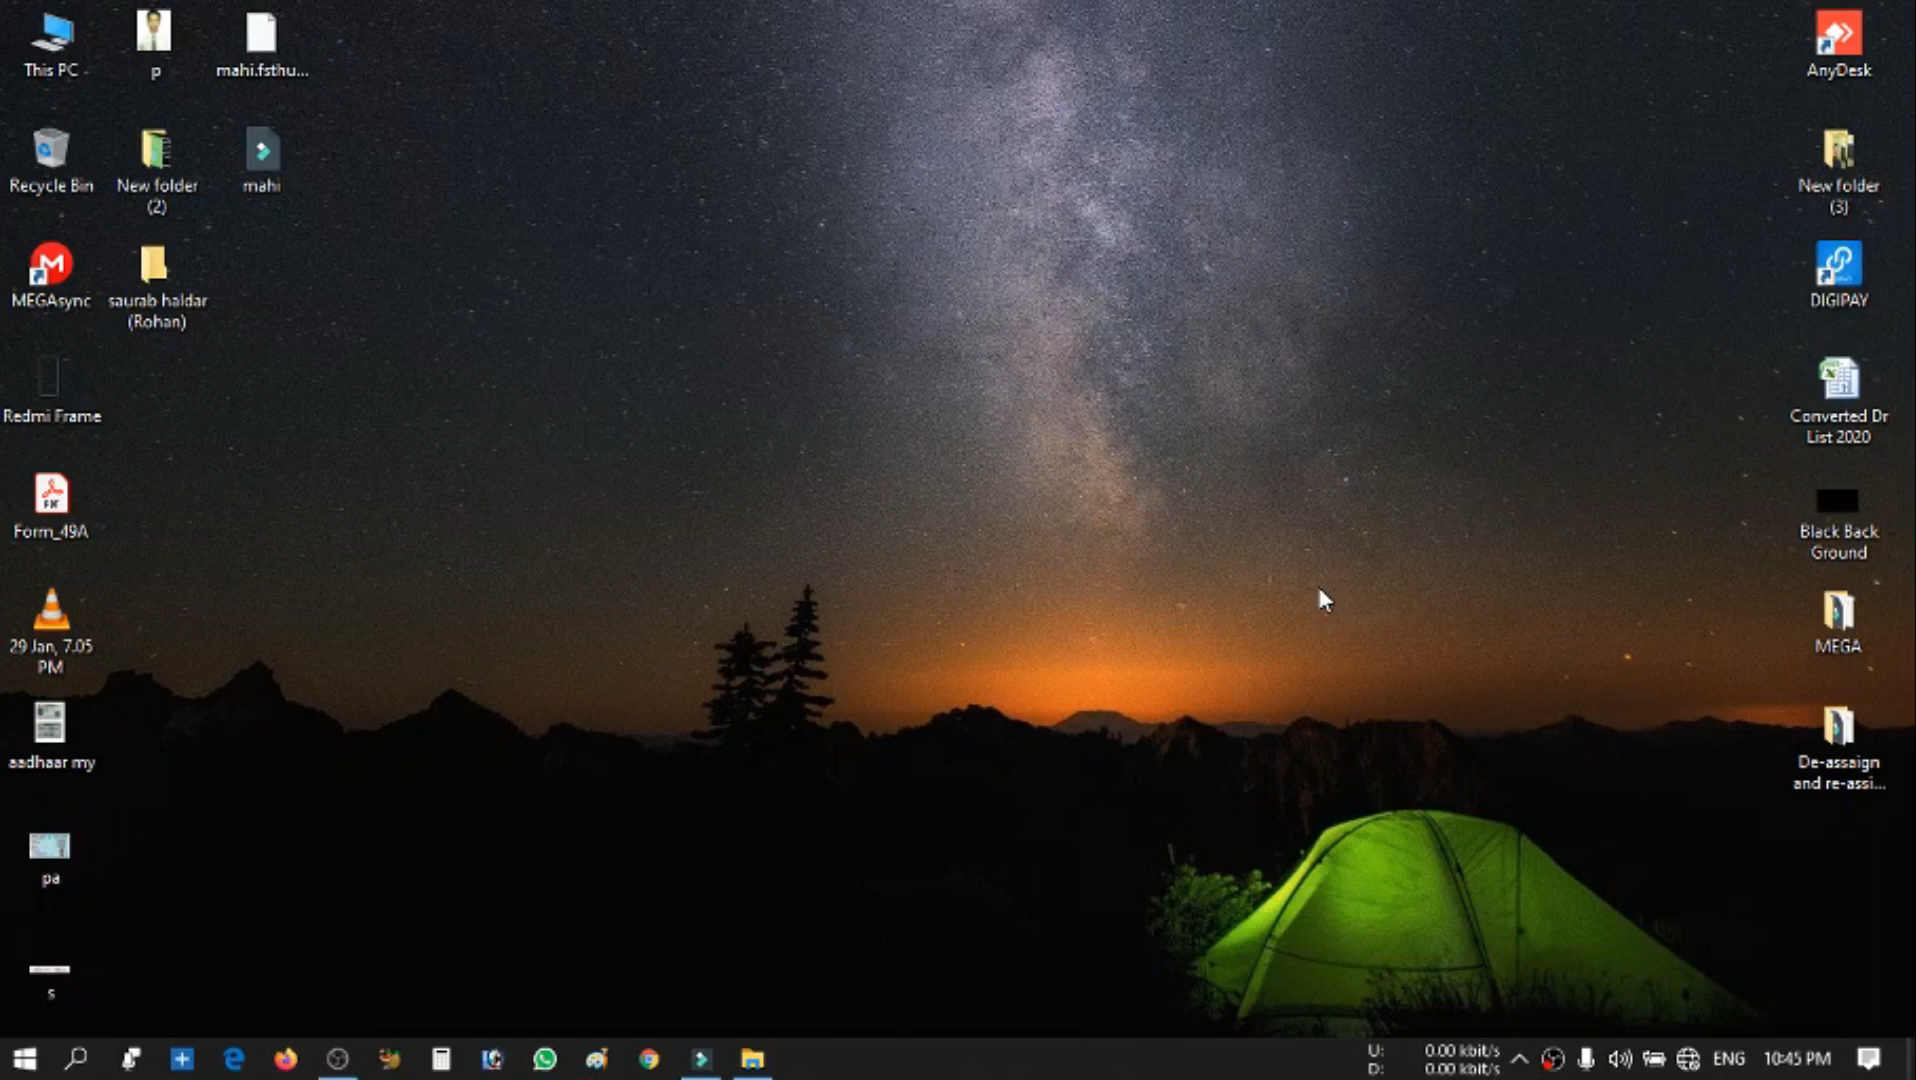 This PC
p
mahi.fsthu...
AnyDesk
Recycle Bin
New folder
(2)
mahi
New folder
(3)
MEGAsync
saurab haldar
(Rohan)
DIGIPAY
Redmi Frame
Converted Dr
List 2020
Form_49A
Black Back
Ground
29 Jan, 7.05
PM
MEGA
aadhaar my
De-assaign
and re-assi...
pa
s
U: 0.00 kbit/s
D: 0.00 kbit/s
ENG
10:45 PM